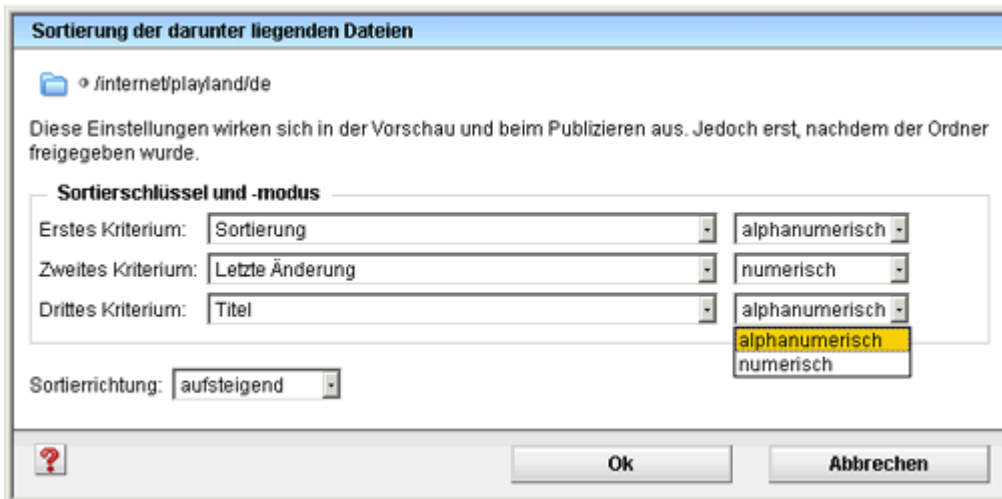 Sortierung der darunter liegenden Dateien
/internet/playland/de
Diese Einstellungen wirken sich in der Vorschau und beim Publizieren aus. Jedoch erst, nachdem der Ordner
freigegeben wurde.
Sortierschlüssel und -modus
Erstes Kriterium: Sortierung alphanumerisch
Zweites Kriterium: Letzte Änderung numerisch
Drittes Kriterium: Titel alphanumerisch
alphanumerisch
numerisch
Sortierrichtung: aufsteigend
? Ok Abbrechen